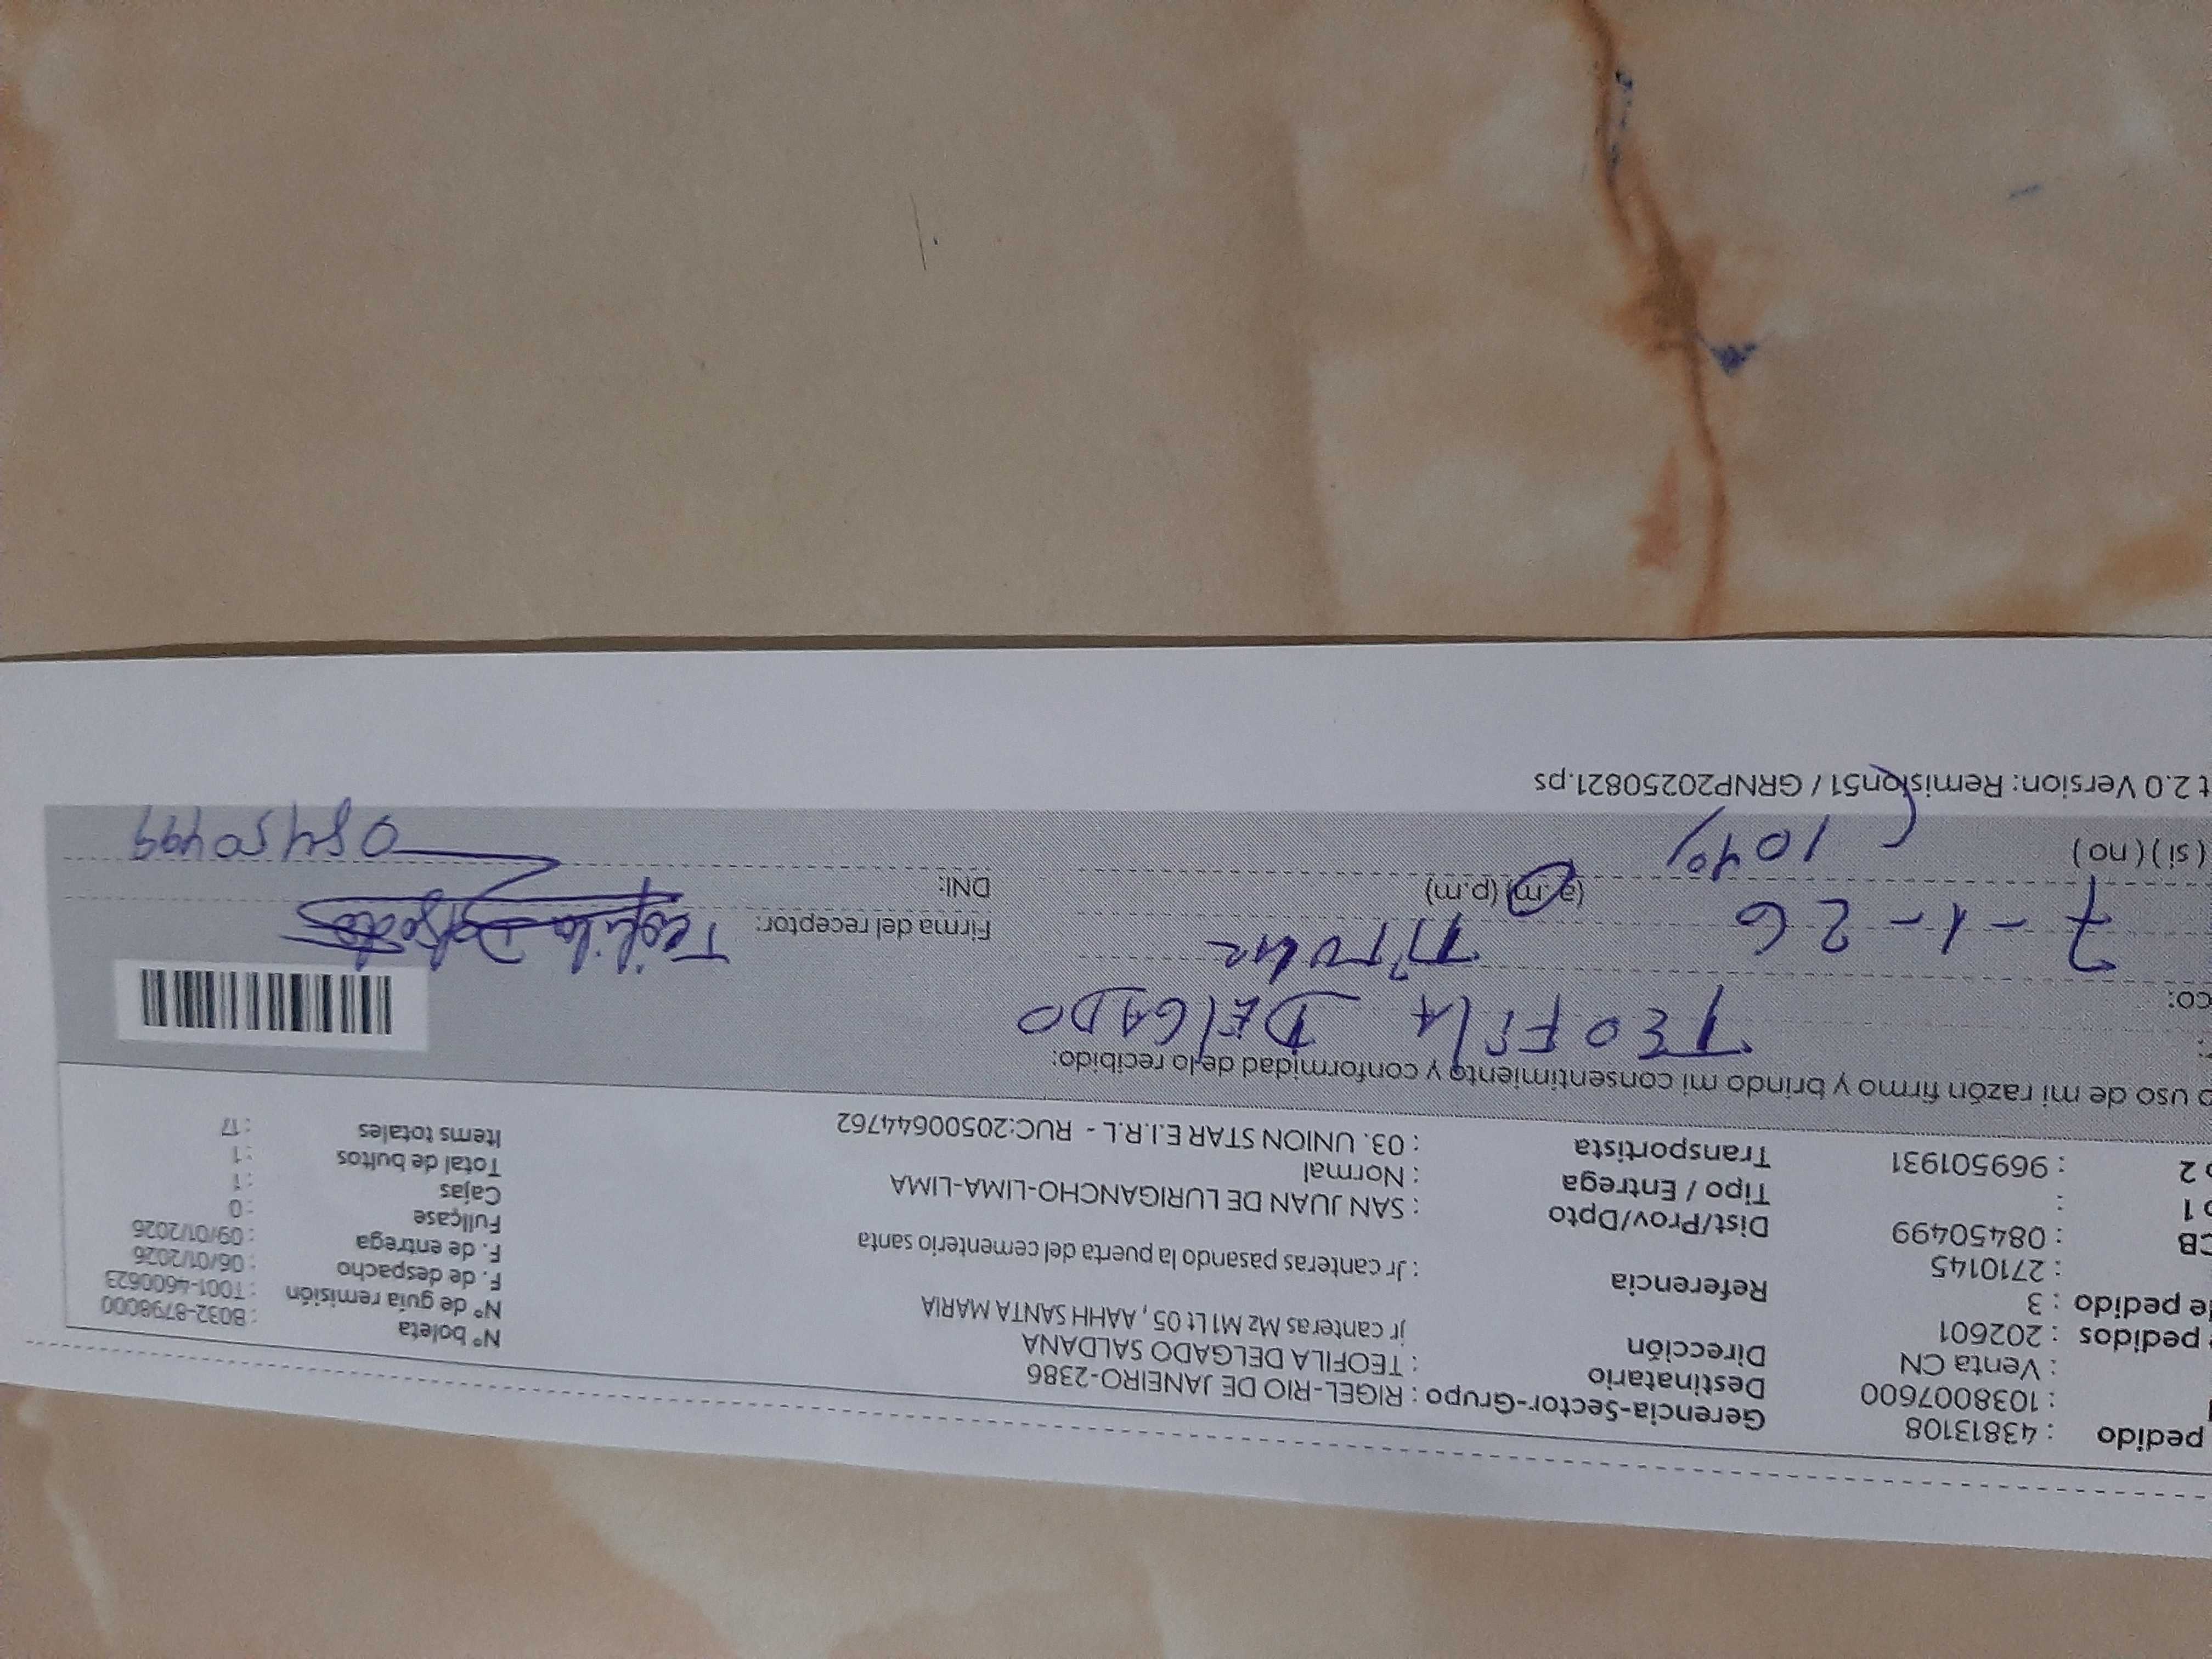 pedido : 43813108 Gerencia-Sector-Grupo : RIGEL-RIO DE JANEIRO-2386
: 1038007600 Destinatario : TEOFILA DELGADO SALDANA Nº boleta : B032-8798000
: Venta CN Dirección jr canteras Mz M1 Lt 05 , AAHH SANTA MARIA Nº de guía remisión : T001-4600623
pedidos : 202601 F. de despacho : 06/01/2026
de pedido : 3 Referencia : Jr canteras pasando la puerta del cementerio santa F. de entrega : 09/01/2026
: 2710145 Fullcase : 0
CB : 08450499 Dist/Prov/Dpto : SAN JUAN DE LURIGANCHO-LIMA-LIMA Cajas : 1
o 1 : Tipo / Entrega : Normal Total de bultos : 1
o 2 : 969501931 Transportista : 03. UNION STAR E.I.R.L - RUC:20500644762 Items totales : 17
o uso de mi razón firmo y brindo mi consentimiento y conformidad de lo recibido:
TEOFILA DELGADO
co:
7-1-26 (a.m) (p.m) Firma del receptor: Teofila Delgado
DNI: 08450499
(si) (no)
t 2.0 Version: Remision51 / GRNP20250821.ps